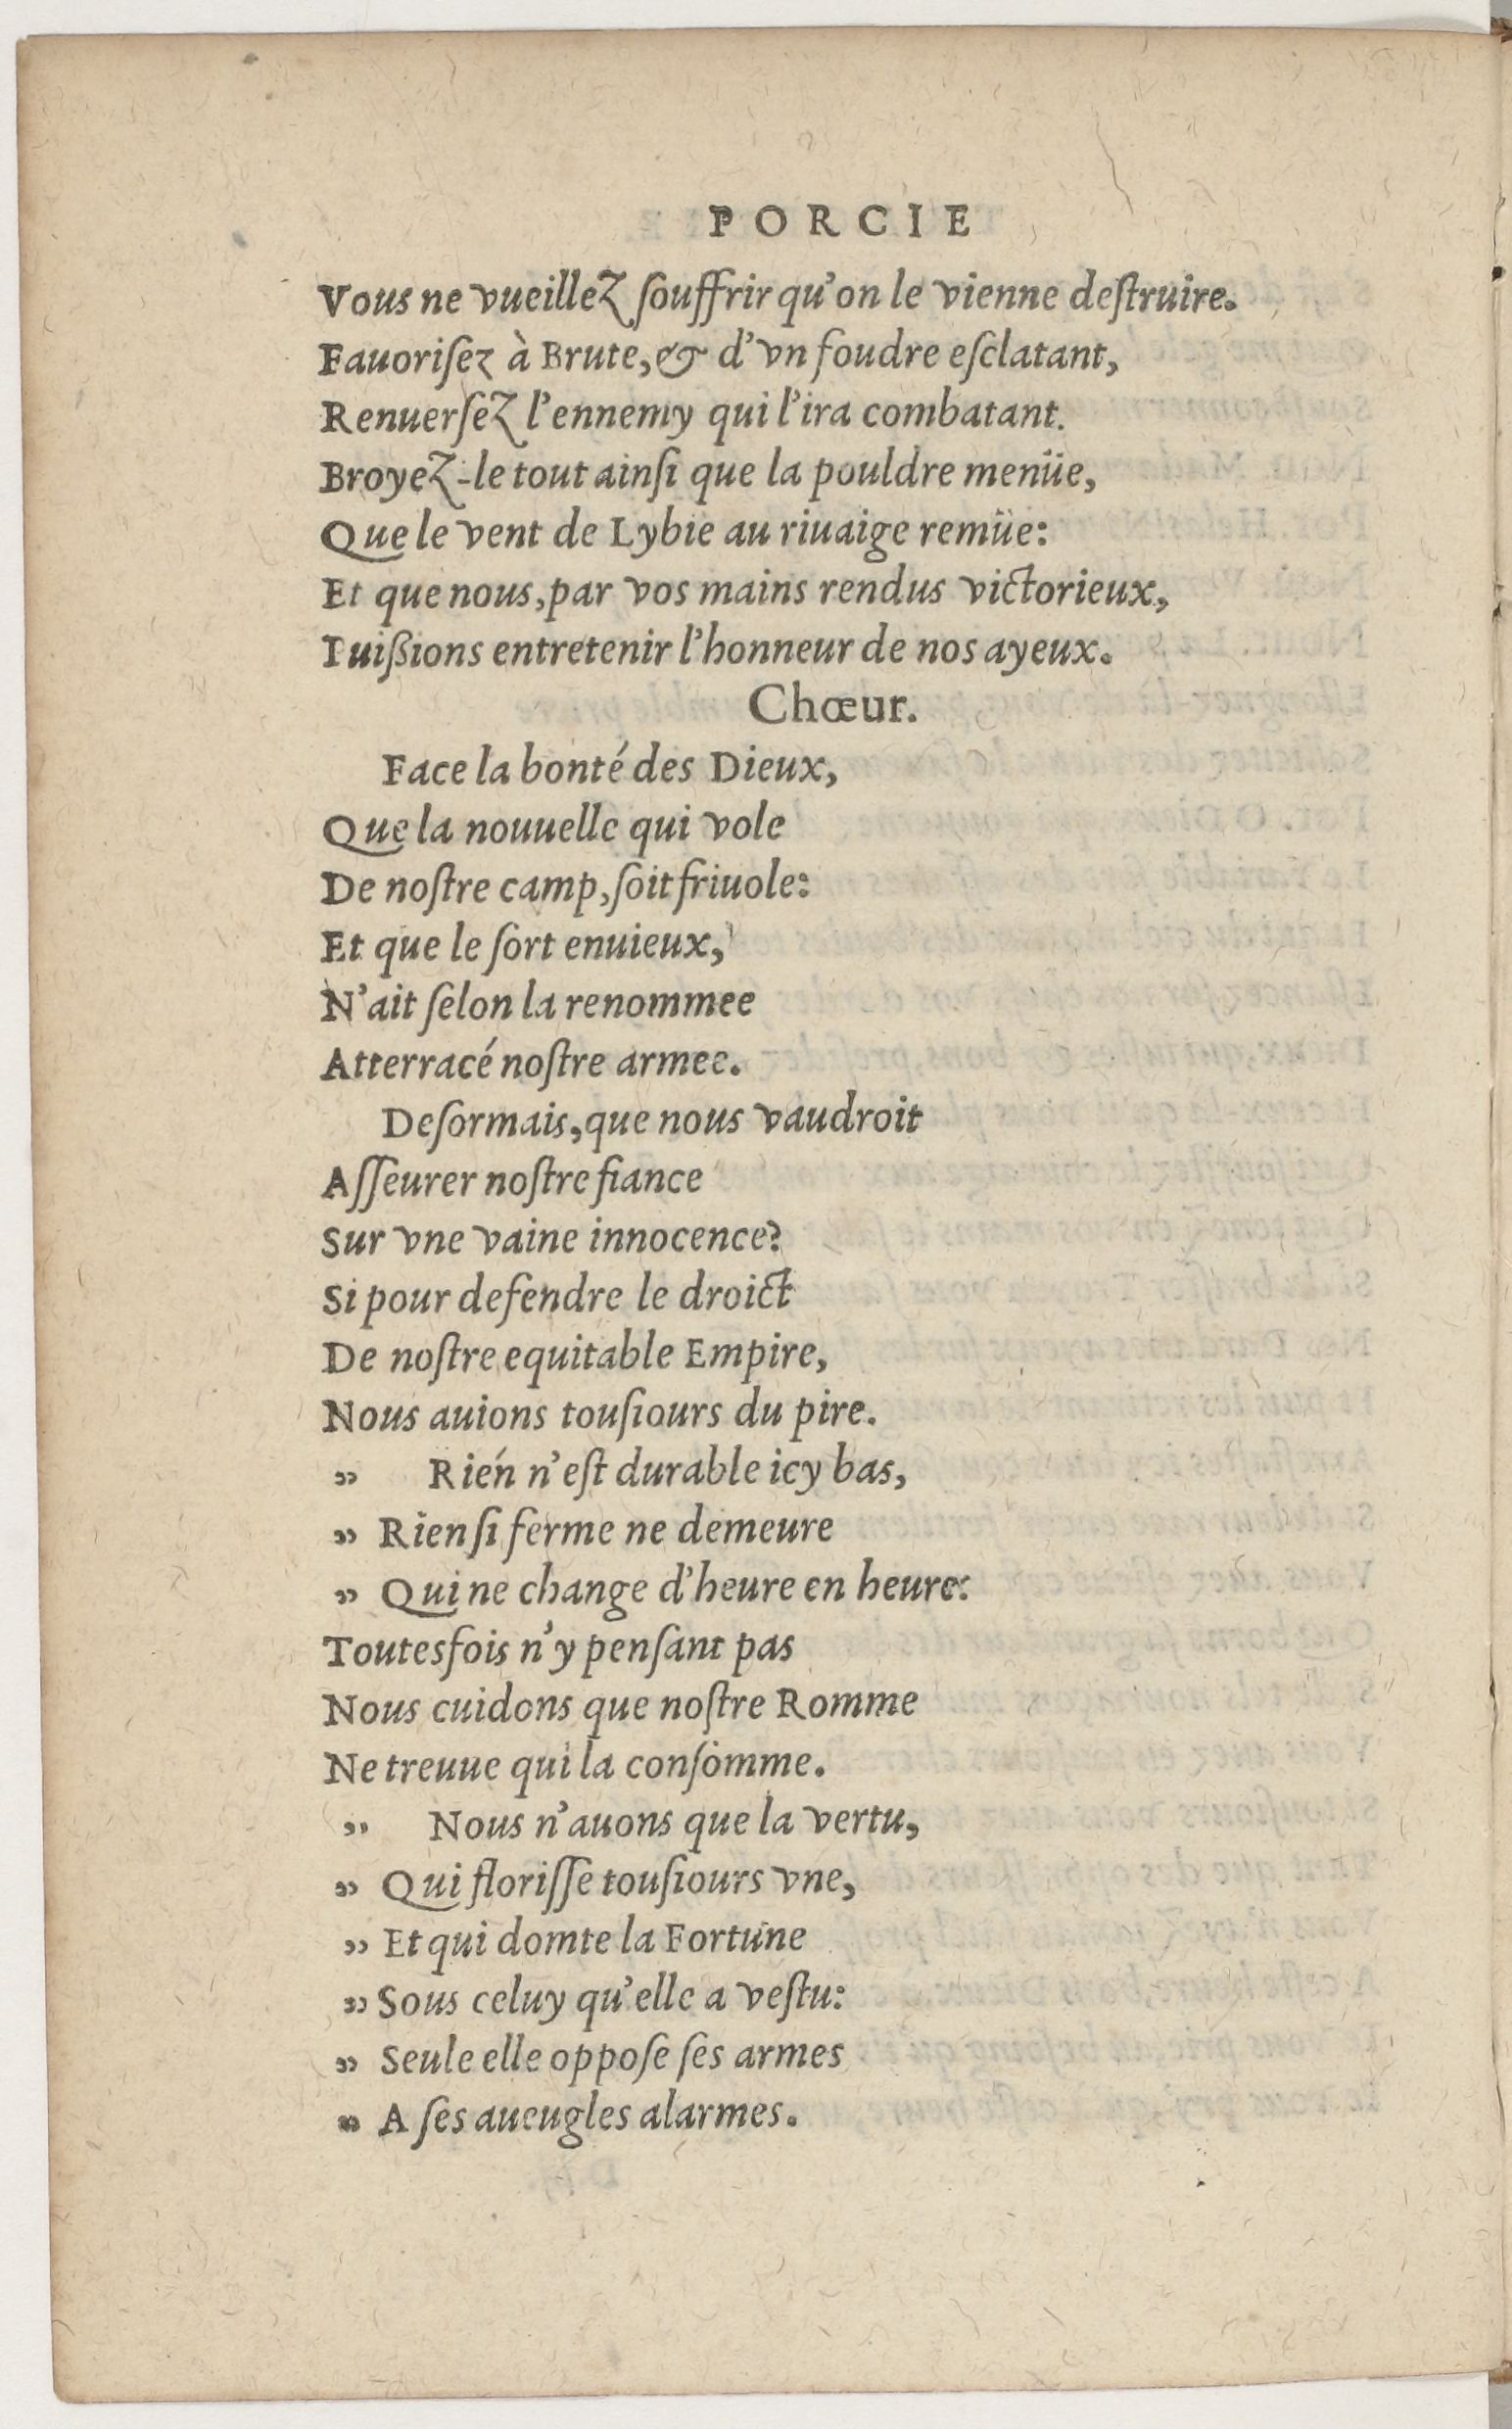 PORCIE
Vous ne vueillez ſouffrir qu'on le vienne deſtruire.
Fauoriſez à Brute, & d'vn foudre eſclatant,
Renuerſez l'ennemy qui l'ira combatant.
Broyez-le tout ainſi que la pouldre menüe,
Que le vent de Lybie au riuaige remüe:
Et que nous, par vos mains rendus victorieux,
Puißions entretenir l'honneur de nos ayeux.
Chœur.
Face la bonté des Dieux,
Que la nouuelle qui vole
De noſtre camp, ſoit friuole:
Et que le ſort enuieux,
N'ait ſelon la renommee
Atterracé noſtre armee.
Deſormais, que nous vaudroit
Aſſeurer noſtre fiance
Sur vne vaine innocence?
Si pour defendre le droict
De noſtre equitable Empire,
Nous auions touſiours du pire.
„ Rién n'eſt durable icy bas,
„ Rien ſi ferme ne demeure
„ Qui ne change d'heure en heure:
Toutesfois n'y penſant pas
Nous cuidons que noſtre Romme
Ne treuue qui la conſomme.
„ Nous n'auons que la vertu,
„ Qui floriſſe touſiours vne,
„ Et qui domte la Fortune
„ Sous celuy qu'elle a veſtu:
„ Seule elle oppoſe ſes armes
„ A ſes aueugles alarmes.